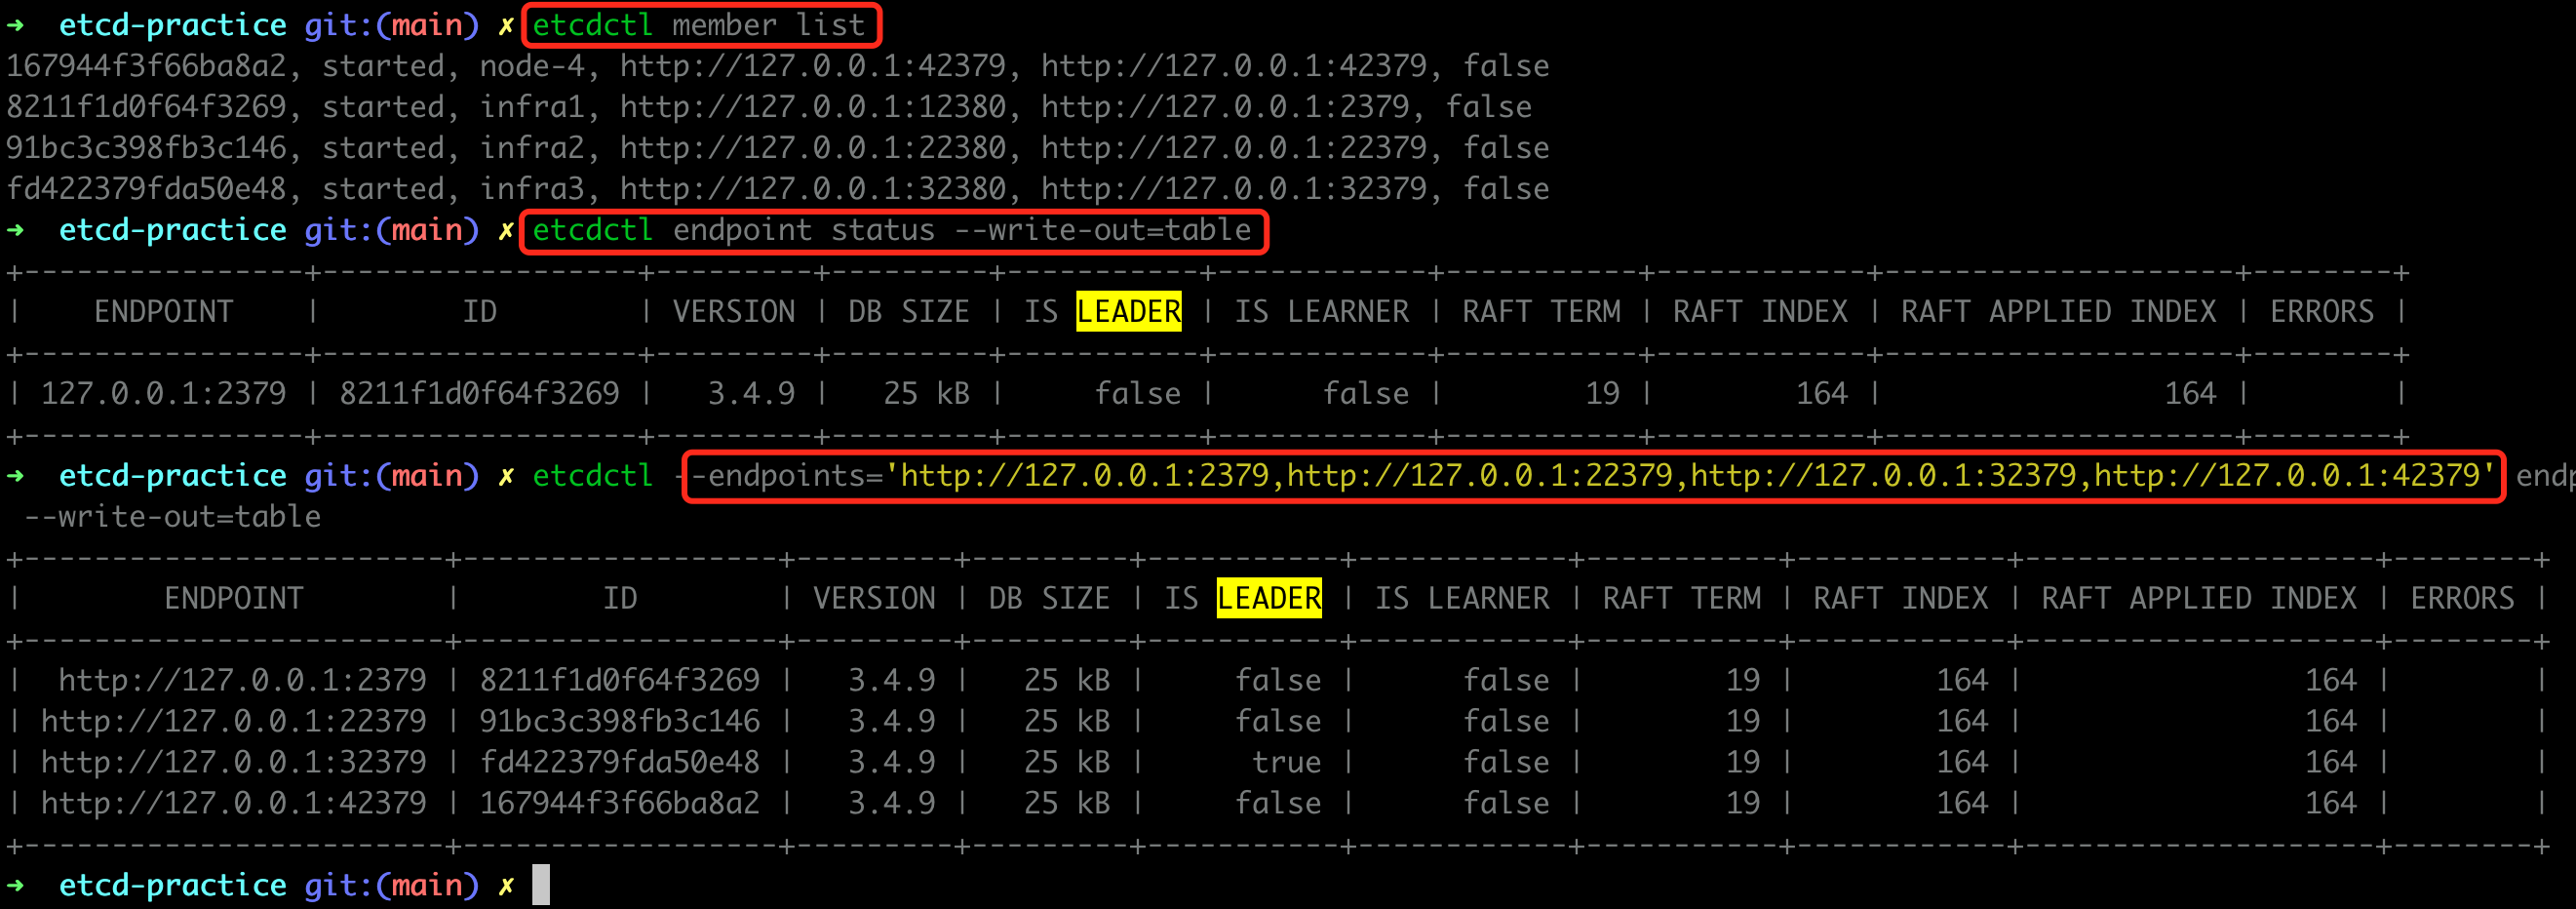 ➜  etcd-practice git:(main) ✗ etcdctl member list
167944f3f66ba8a2, started, node-4, http://127.0.0.1:42379, http://127.0.0.1:42379, false
8211f1d0f64f3269, started, infra1, http://127.0.0.1:12380, http://127.0.0.1:2379, false
91bc3c398fb3c146, started, infra2, http://127.0.0.1:22380, http://127.0.0.1:22379, false
fd422379fda50e48, started, infra3, http://127.0.0.1:32380, http://127.0.0.1:32379, false
➜  etcd-practice git:(main) ✗ etcdctl endpoint status --write-out=table
+----------------+------------------+---------+---------+-----------+------------+-----------+------------+--------------------+--------+
|    ENDPOINT    |        ID        | VERSION | DB SIZE | IS LEADER | IS LEARNER | RAFT TERM | RAFT INDEX | RAFT APPLIED INDEX | ERRORS |
+----------------+------------------+---------+---------+-----------+------------+-----------+------------+--------------------+--------+
| 127.0.0.1:2379 | 8211f1d0f64f3269 |   3.4.9 |   25 kB |     false |      false |        19 |        164 |                164 |        |
+----------------+------------------+---------+---------+-----------+------------+-----------+------------+--------------------+--------+
➜  etcd-practice git:(main) ✗ etcdctl --endpoints='http://127.0.0.1:2379,http://127.0.0.1:22379,http://127.0.0.1:32379,http://127.0.0.1:42379'
--write-out=table
+------------------------+------------------+---------+---------+-----------+------------+-----------+------------+--------------------+--------+
|        ENDPOINT        |        ID        | VERSION | DB SIZE | IS LEADER | IS LEARNER | RAFT TERM | RAFT INDEX | RAFT APPLIED INDEX | ERRORS |
+------------------------+------------------+---------+---------+-----------+------------+-----------+------------+--------------------+--------+
|  http://127.0.0.1:2379 | 8211f1d0f64f3269 |   3.4.9 |   25 kB |     false |      false |        19 |        164 |                164 |        |
| http://127.0.0.1:22379 | 91bc3c398fb3c146 |   3.4.9 |   25 kB |     false |      false |        19 |        164 |                164 |        |
| http://127.0.0.1:32379 | fd422379fda50e48 |   3.4.9 |   25 kB |      true |      false |        19 |        164 |                164 |        |
| http://127.0.0.1:42379 | 167944f3f66ba8a2 |   3.4.9 |   25 kB |     false |      false |        19 |        164 |                164 |        |
+------------------------+------------------+---------+---------+-----------+------------+-----------+------------+--------------------+--------+
➜  etcd-practice git:(main) ✗